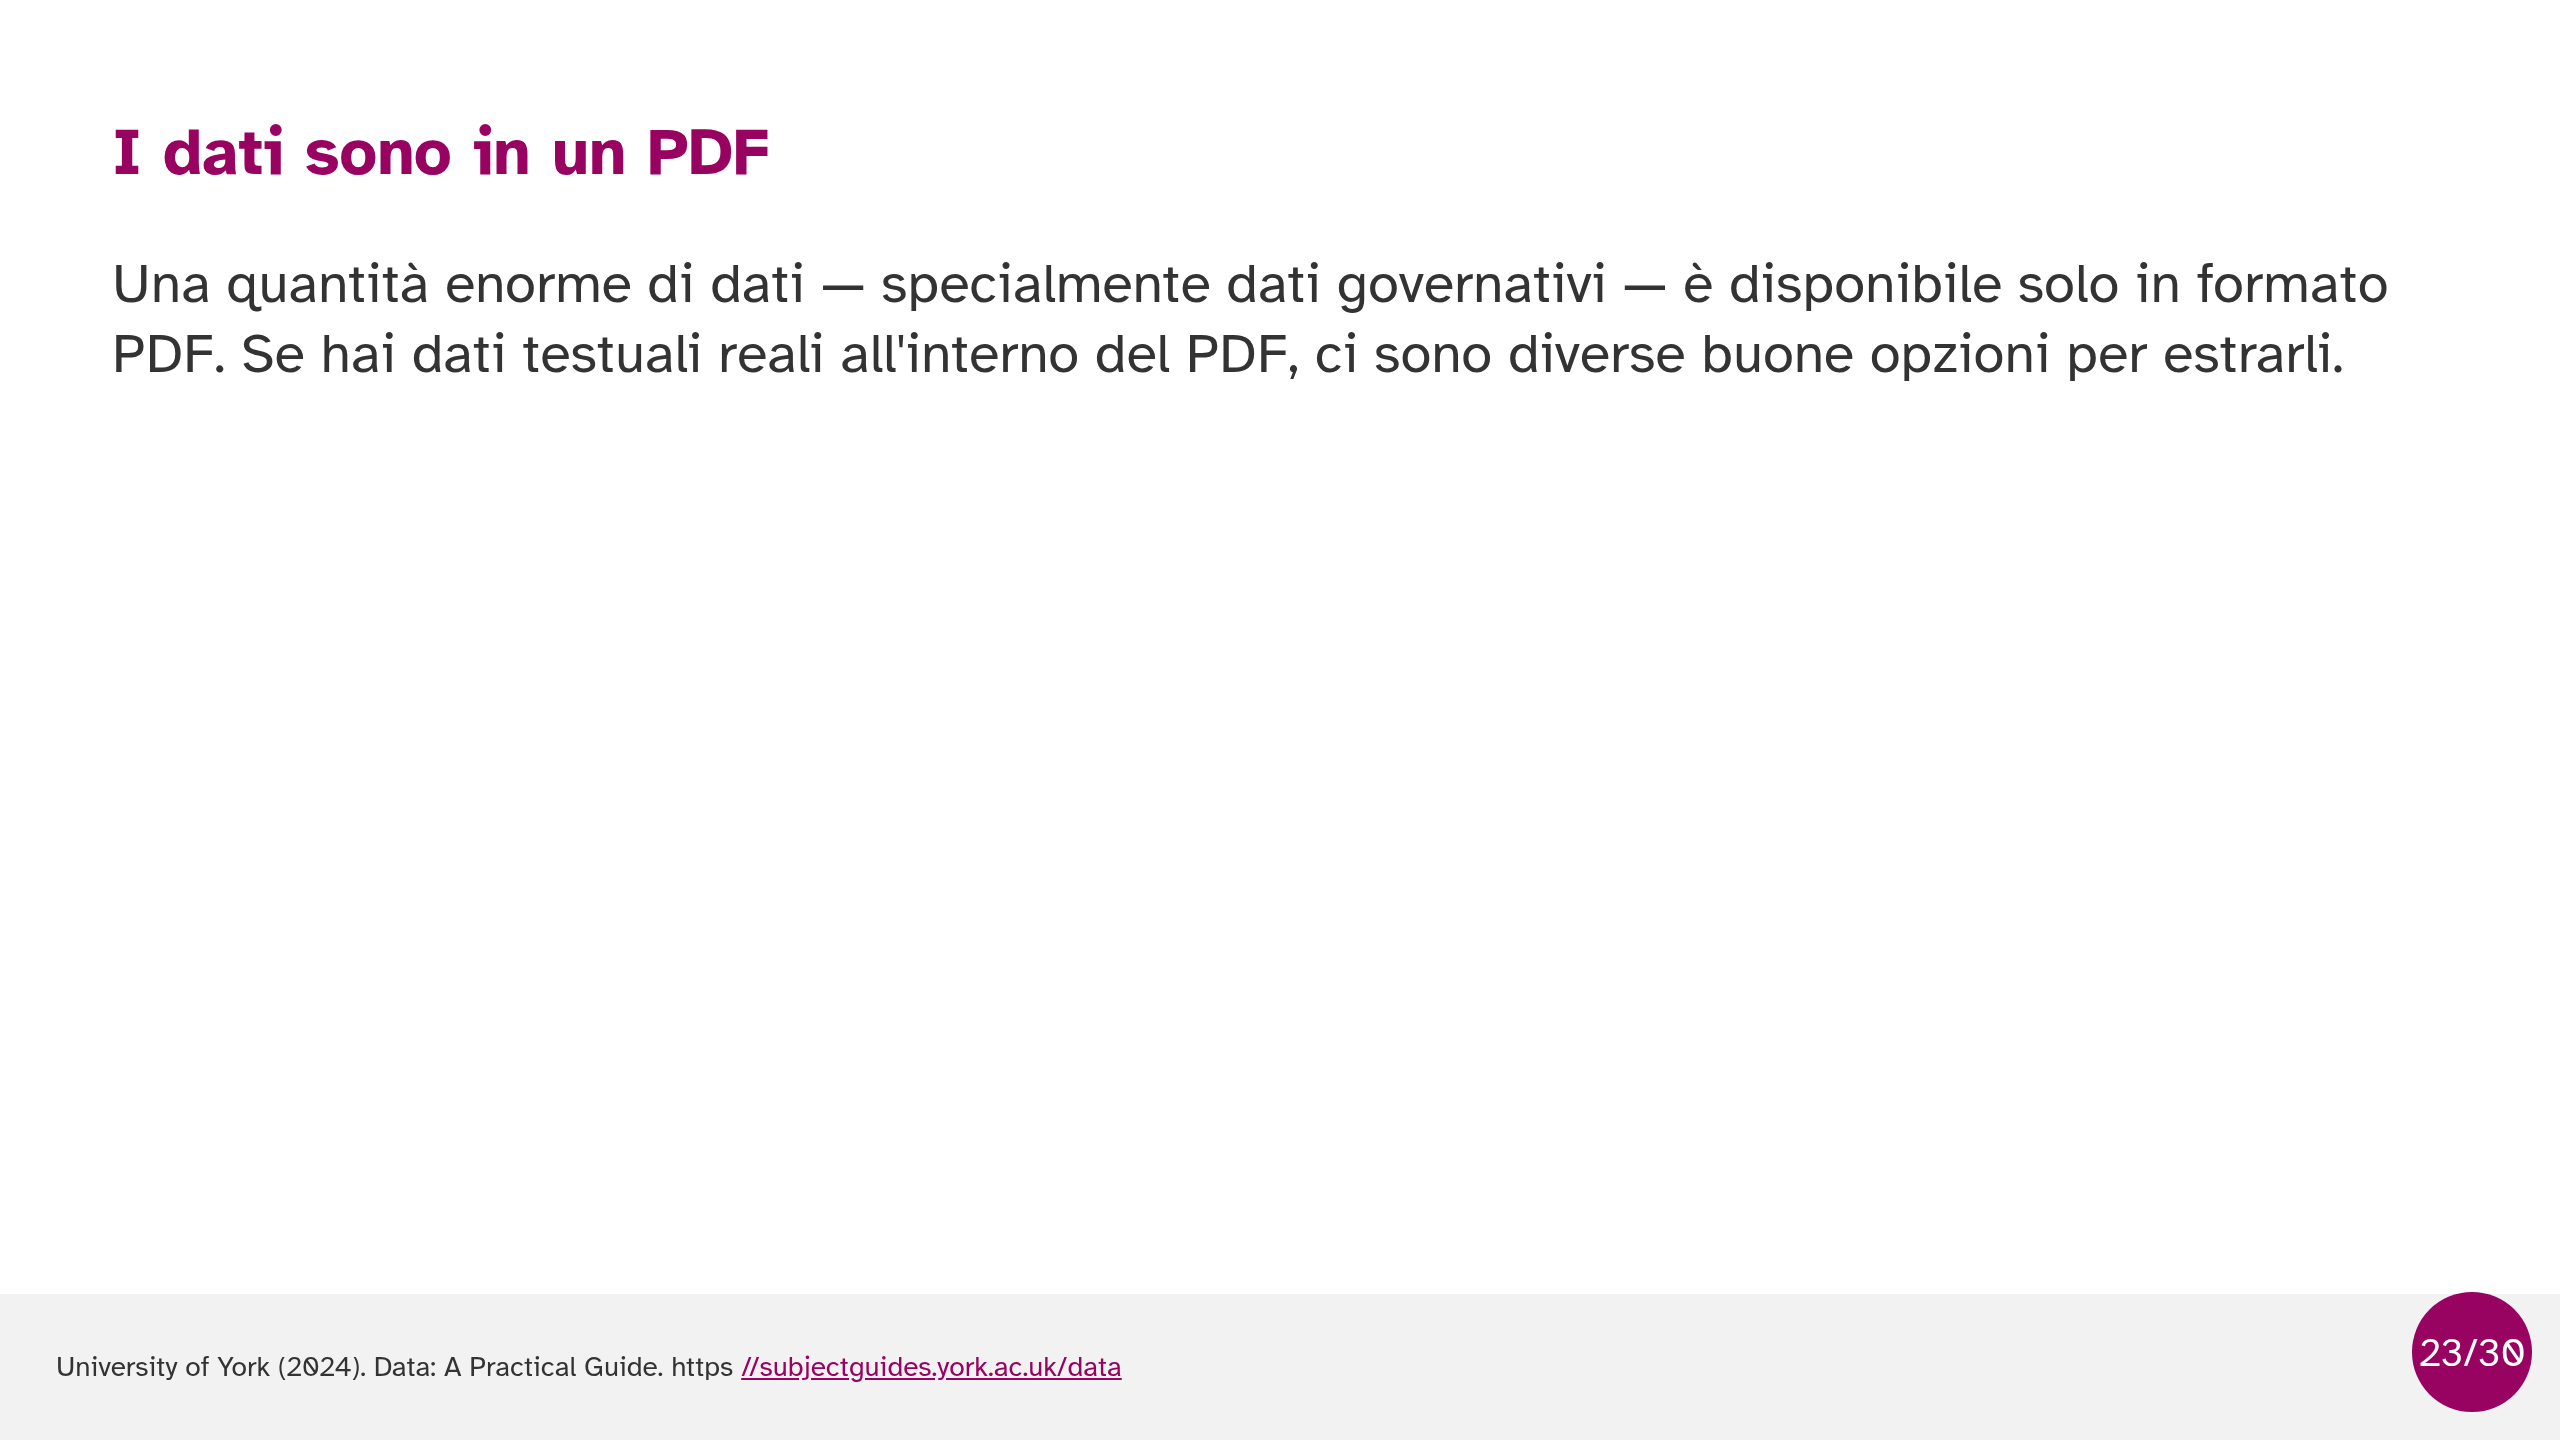 I dati sono in un PDF
Una quantità enorme di dati — specialmente dati governativi — è disponibile solo in formato
PDF. Se hai dati testuali reali all'interno del PDF, ci sono diverse buone opzioni per estrarli.
University of York (2024). Data: A Practical Guide. https //subjectguides.york.ac.uk/data
23/30